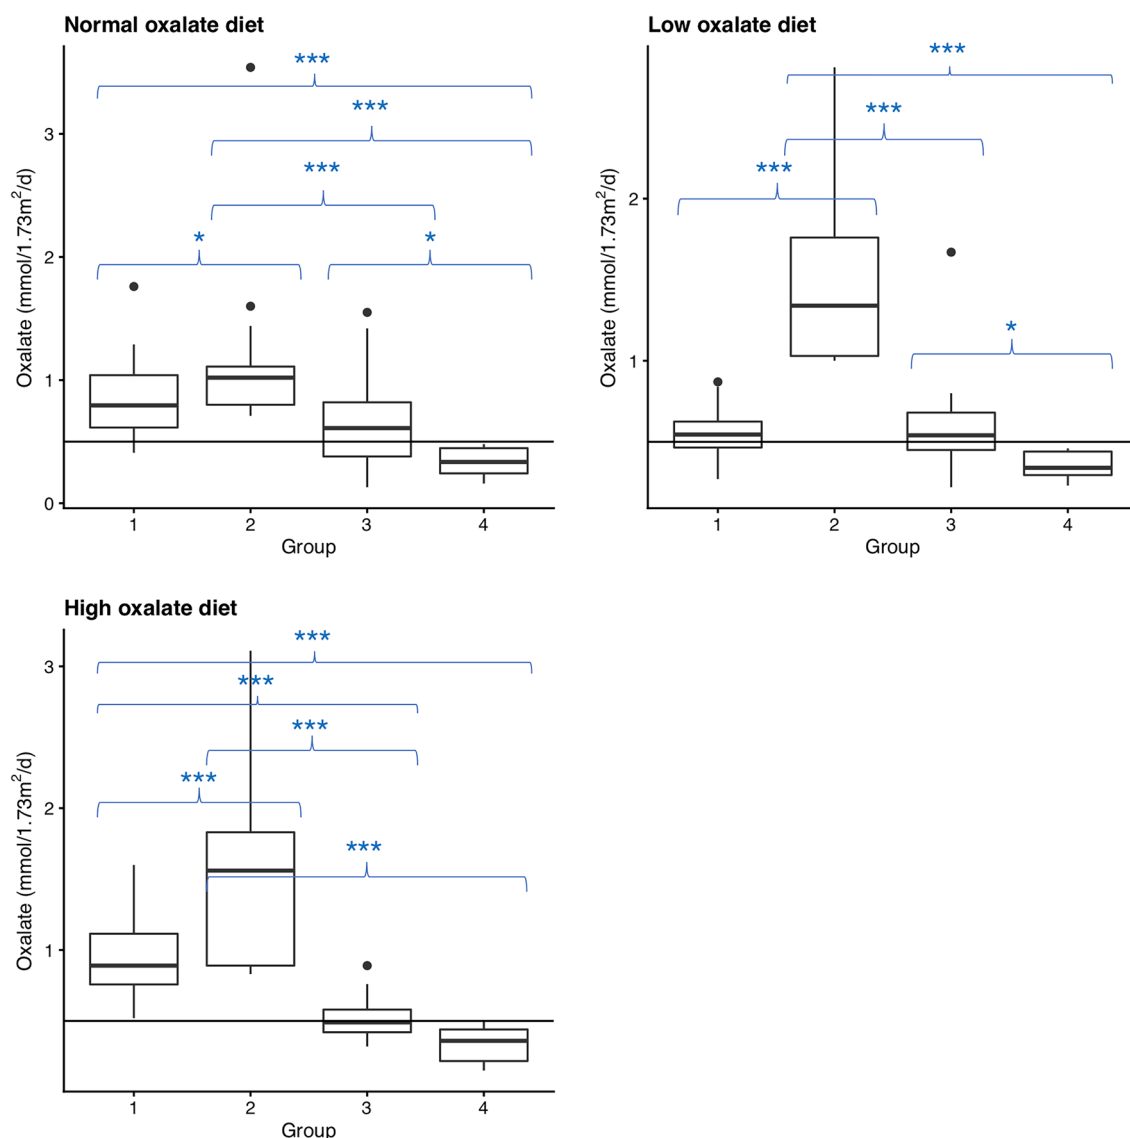 Normal oxalate diet
Oxalate (mmol/1.73m²/d)
3
2
1
0
***
***
***
*
*
1 2 3 4
Group
Low oxalate diet
Oxalate (mmol/1.73m²/d)
2
1
***
***
***
*
1 2 3 4
Group
High oxalate diet
Oxalate (mmol/1.73m²/d)
3
2
1
***
***
***
***
***
1 2 3 4
Group